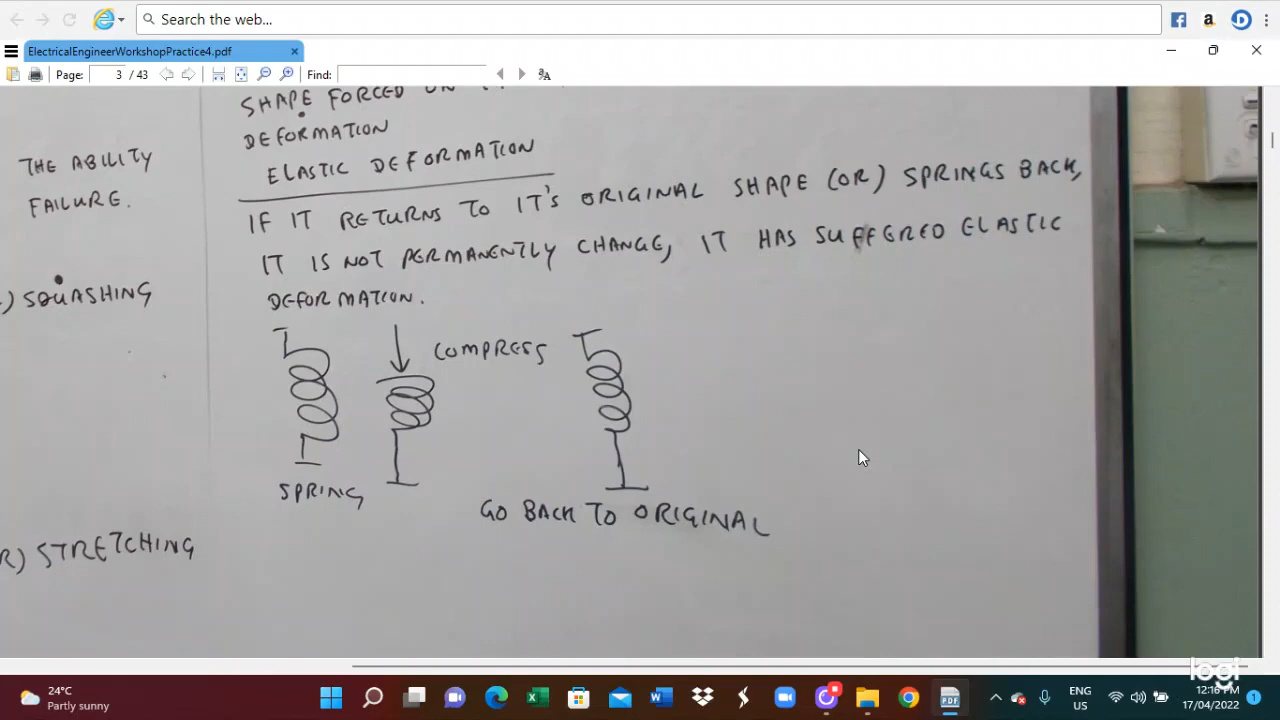 Search the web...
ElectricalEngineerWorkshopPractice4.pdf
Page: 3 / 43 Find:
SHAPE FORCED
DEFORMATION
ELASTIC DEFORMATION
IF IT RETURNS TO IT'S ORIGINAL SHAPE (OR) SPRINGS BACK,
IT IS NOT PERMANENTLY CHANGE, IT HAS SUFFERED ELASTIC
DEFORMATION.
THE ABILITY
FAILURE.
) SQUASHING
R) STRETCHING
COMPRESS
SPRING
GO BACK TO ORIGINAL
logi
24°C
Partly sunny
ENG
US
12:16 PM
17/04/2022
1